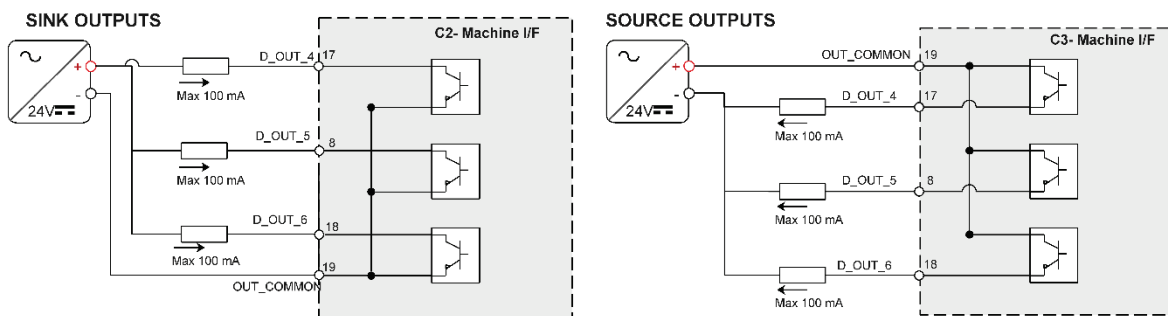 SINK OUTPUTS
C2- Machine I/F
D_OUT_4
17
+
-
24V
Max 100 mA
D_OUT_5
8
Max 100 mA
D_OUT_6
18
Max 100 mA
19
OUT_COMMON
SOURCE OUTPUTS
C3- Machine I/F
OUT_COMMON
19
+
-
24V
D_OUT_4
17
Max 100 mA
D_OUT_5
8
Max 100 mA
D_OUT_6
18
Max 100 mA